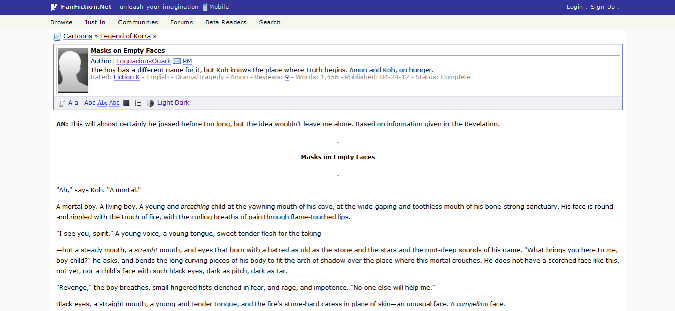 FanFiction.Net unleash your imagination Mobile Login . Sign Up .
Browse Just In Communities Forums Beta Readers Search
Cartoons » Legend of Korra »
Masks on Empty Faces
Author: LoquaciousQuark PM
The boy has a different name for it, but Koh knows the place where truth begins. Amon and Koh, on hunger.
Rated: Fiction K - English - Drama/Tragedy - Amon - Reviews: 9 - Words: 1,456 - Published: 04-24-12 - Status: Complete
Abc Abc Abc Light Dark
AN: This will almost certainly be jossed before too long, but the idea wouldn't leave me alone. Based on information given in The Revelation.
-
Masks on Empty Faces
-
"Ah," says Koh. "A mortal."
A mortal boy. A living boy. A young and breathing child at the yawning mouth of his cave, at the wide-gaping and toothless mouth of his bone-strong sanctuary. His face is round
and riddled with the touch of fire, with the curling breaths of pain through flame-touched lips.
"I see you, spirit." A young voice, a young tongue, sweet tender flesh for the taking
—but a steady mouth, a straight mouth, and eyes that burn with a hatred as old as the stone and the stars and the root-deep sounds of his name. "What brings you here to me,
boy child?" he asks, and bends the long curving pieces of his body to fit the arch of shadow over the place where this mortal crouches. He does not have a scorched face like this,
not yet, nor a child's face with such black eyes, dark as pitch, dark as tar.
"Revenge," the boy breathes, small fingered fists clenched in fear, and rage, and impotence. "No one else will help me."
Black eyes, a straight mouth, a young and tender tongue, and the fire's stone-hard caress in place of skin—an unusual face. A compelling face.